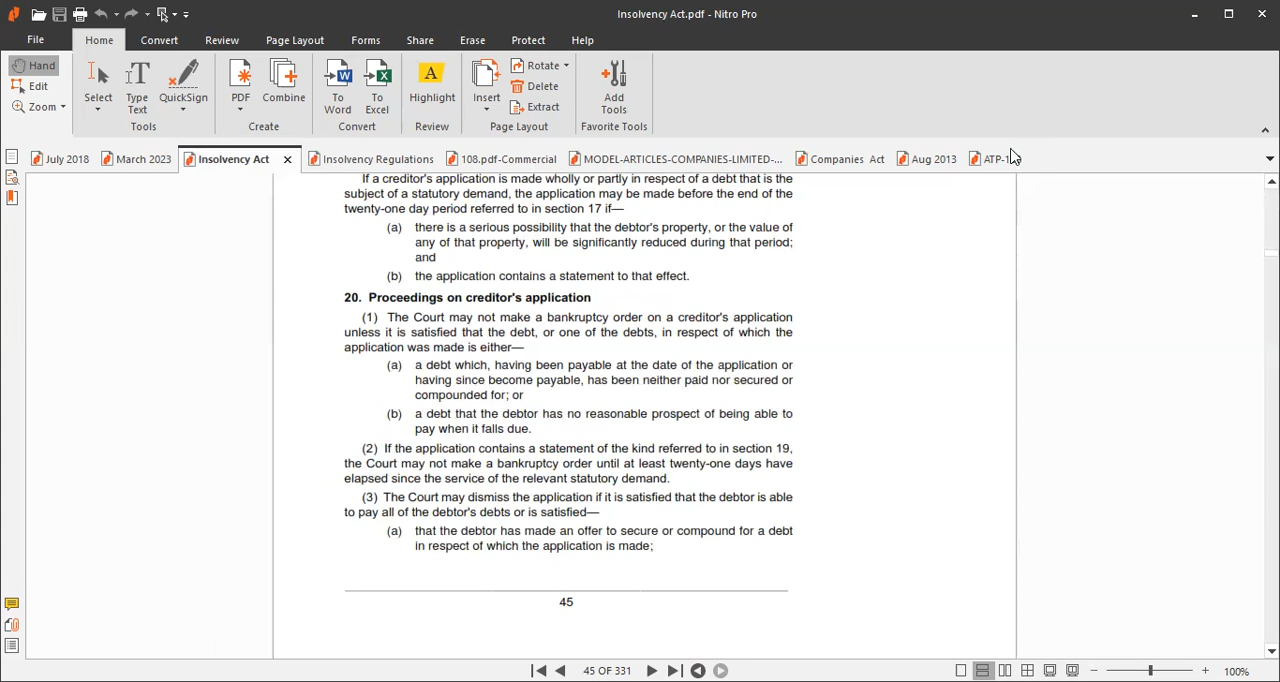 Insolvency Act.pdf - Nitro Pro
File Home Convert Review Page Layout Forms Share Erase Protect Help
Hand
Edit
Zoom
Select
Type Text
QuickSign
Tools
PDF
Combine
Create
To Word
To Excel
Convert
Highlight
Review
Insert
Rotate
Delete
Extract
Page Layout
Add Tools
Favorite Tools
July 2018 March 2023 Insolvency Act Insolvency Regulations 108.pdf-Commercial MODEL-ARTICLES-COMPANIES-LIMITED-... Companies Act Aug 2013
If a creditor's application is made wholly or partly in respect of a debt that is the
subject of a statutory demand, the application may be made before the end of the
twenty-one day period referred to in section 17 if—
(a) there is a serious possibility that the debtor's property, or the value of
any of that property, will be significantly reduced during that period;
and
(b) the application contains a statement to that effect.
20. Proceedings on creditor's application
(1) The Court may not make a bankruptcy order on a creditor's application
unless it is satisfied that the debt, or one of the debts, in respect of which the
application was made is either—
(a) a debt which, having been payable at the date of the application or
having since become payable, has been neither paid nor secured or
compounded for; or
(b) a debt that the debtor has no reasonable prospect of being able to
pay when it falls due.
(2) If the application contains a statement of the kind referred to in section 19,
the Court may not make a bankruptcy order until at least twenty-one days have
elapsed since the service of the relevant statutory demand.
(3) The Court may dismiss the application if it is satisfied that the debtor is able
to pay all of the debtor's debts or is satisfied—
(a) that the debtor has made an offer to secure or compound for a debt
in respect of which the application is made;
45
45 OF 331
100%